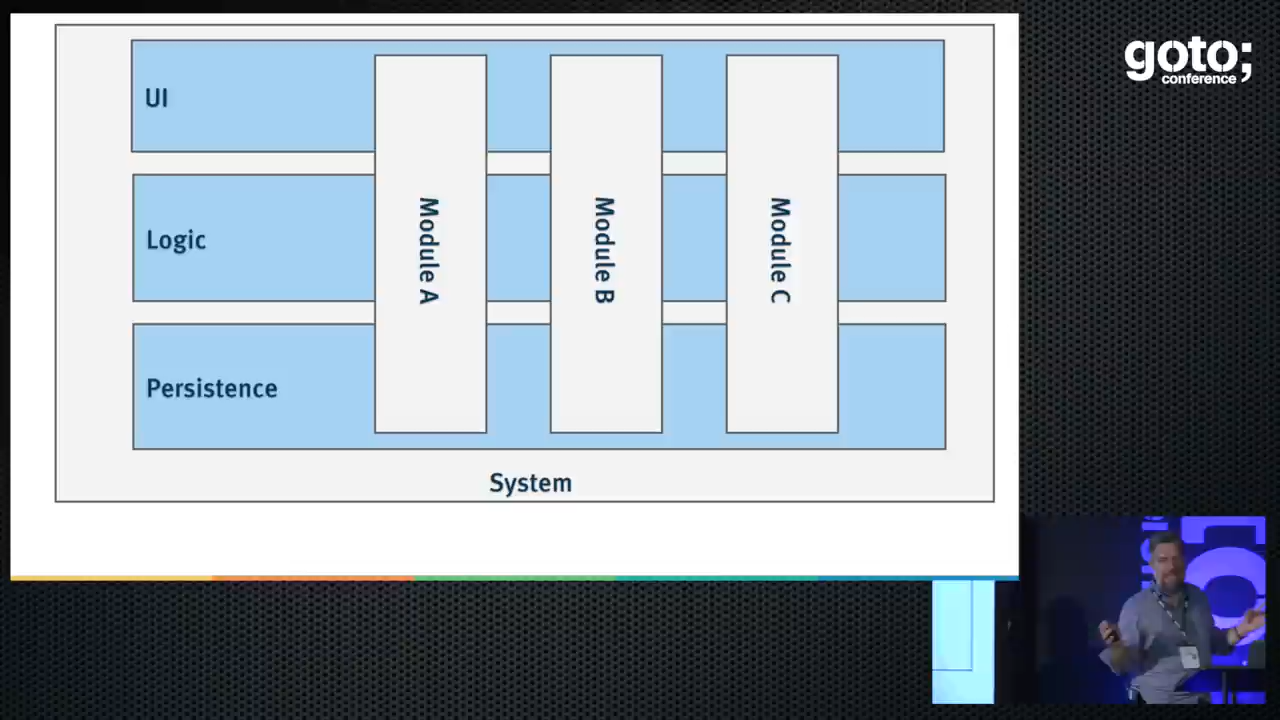 UI
Logic
Persistence
Module A
Module B
Module C
System
goto;
conference